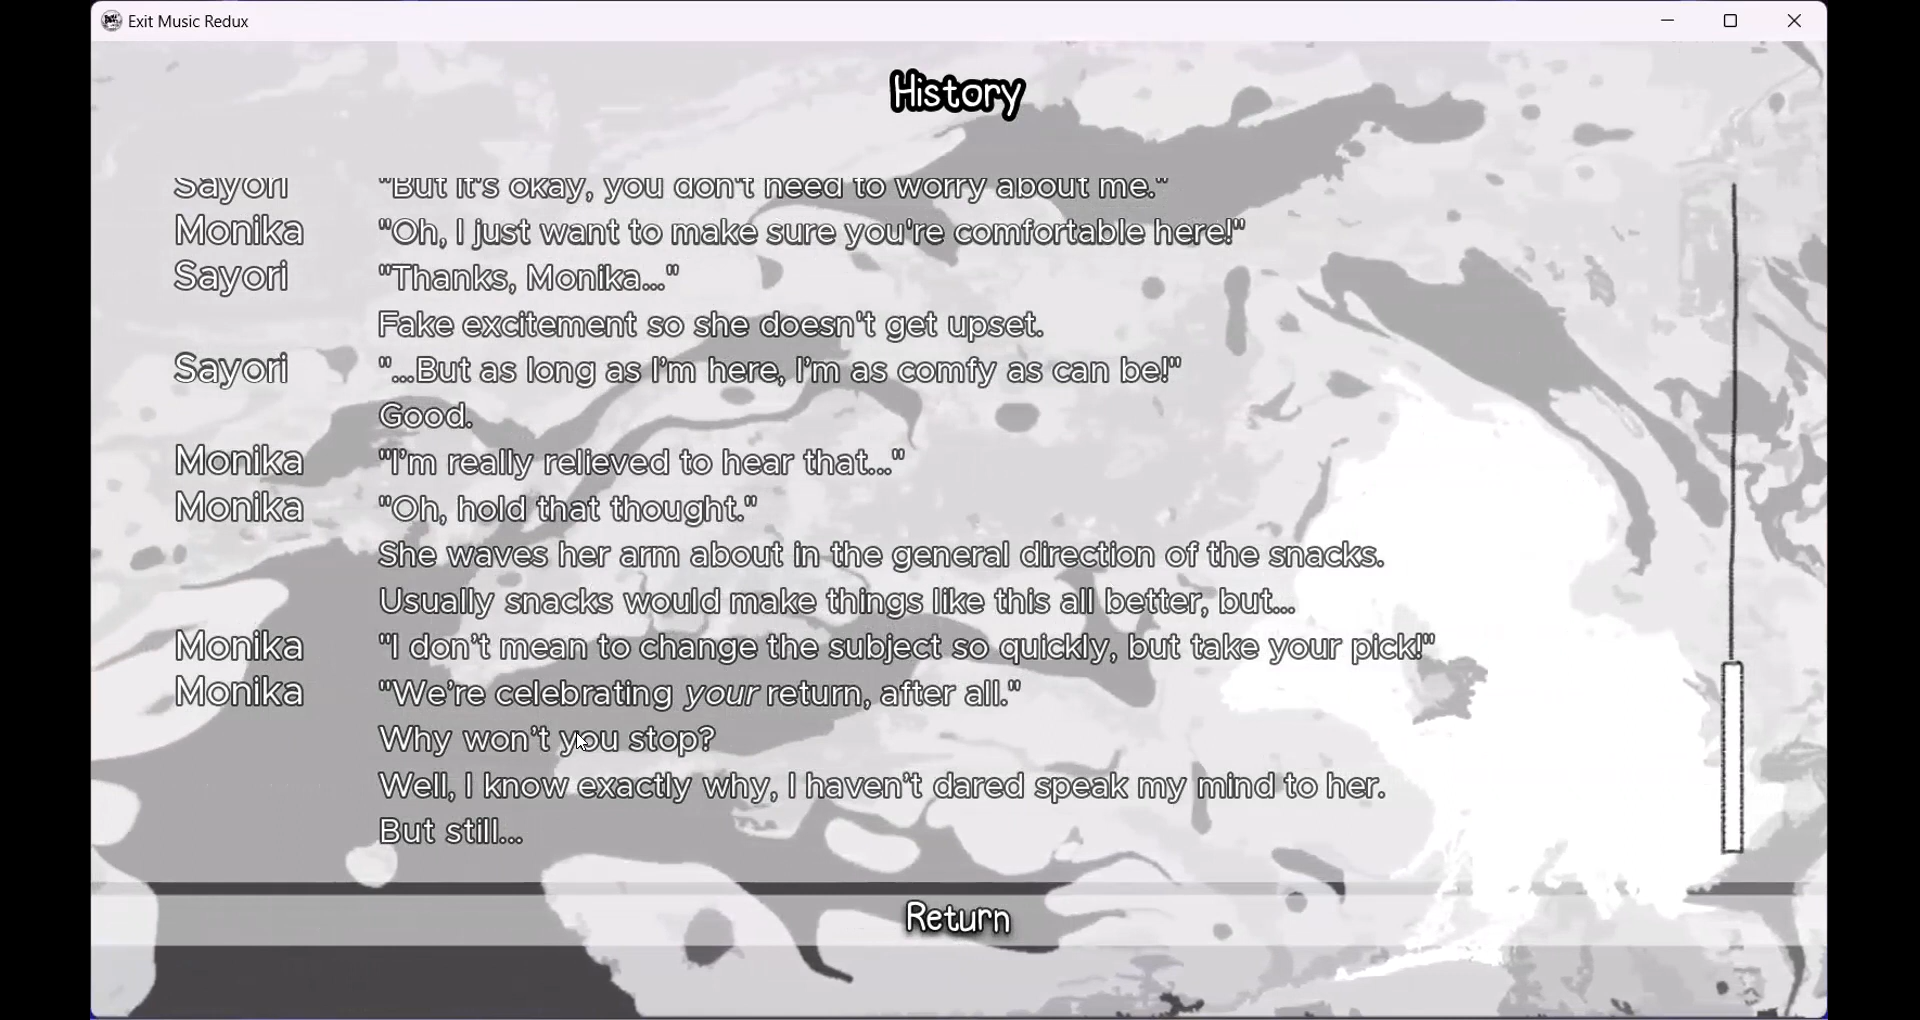 Exit Music Redux
History
Sayori "But it's okay, you don't need to worry about me."
Monika "Oh, I just want to make sure you're comfortable here!"
Sayori "Thanks, Monika..."
Fake excitement so she doesn't get upset.
Sayori "...But as long as I'm here, I'm as comfy as can be!"
Good.
Monika "I'm really relieved to hear that..."
Monika "Oh, hold that thought."
She waves her arm about in the general direction of the snacks.
Usually snacks would make things like this all better, but...
Monika "I don't mean to change the subject so quickly, but take your pick!"
Monika "We're celebrating your return, after all."
Why won't you stop?
Well, I know exactly why, I haven't dared speak my mind to her.
But still...
Return